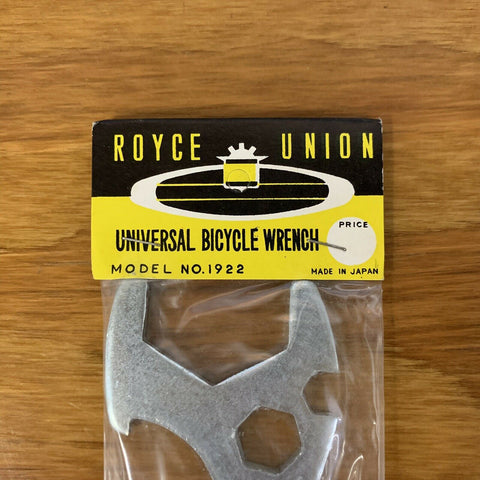 ROYCE UNION
UNIVERSAL BICYCLE WRENCH
PRICE
MODEL NO.1922
MADE IN JAPAN